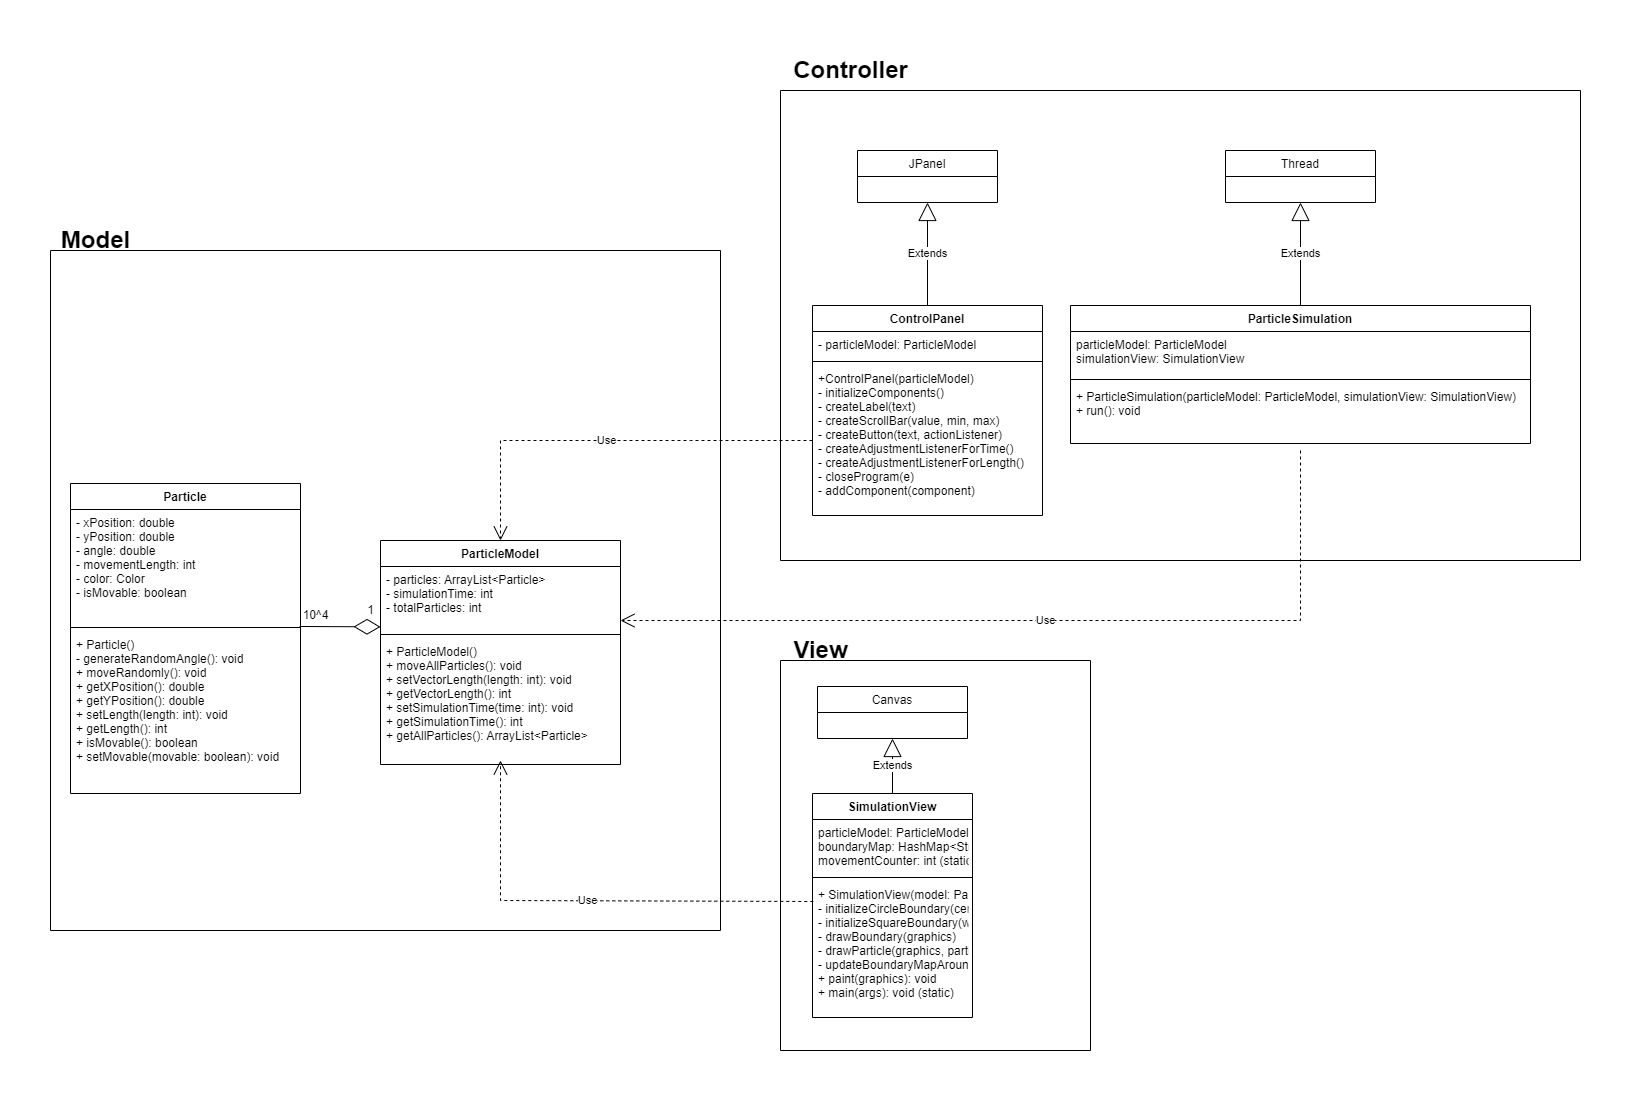 Controller
JPanel
Extends
ControlPanel
- particleModel: ParticleModel
+ControlPanel(particleModel)
- initializeComponents()
- createLabel(text)
- createScrollBar(value, min, max)
- createButton(text, actionListener)
- createAdjustmentListenerForTime()
- createAdjustmentListenerForLength()
- closeProgram(e)
- addComponent(component)
Thread
Extends
ParticleSimulation
particleModel: ParticleModel
simulationView: SimulationView
+ ParticleSimulation(particleModel: ParticleModel, simulationView: SimulationView)
+ run(): void
Use
Use
Model
Particle
- xPosition: double
- yPosition: double
- angle: double
- movementLength: int
- color: Color
- isMovable: boolean
+ Particle()
- generateRandomAngle(): void
+ moveRandomly(): void
+ getXPosition(): double
+ getYPosition(): double
+ setLength(length: int): void
+ getLength(): int
+ isMovable(): boolean
+ setMovable(movable: boolean): void
10^4
1
ParticleModel
- particles: ArrayList<Particle>
- simulationTime: int
- totalParticles: int
+ ParticleModel()
+ moveAllParticles(): void
+ setVectorLength(length: int): void
+ getVectorLength(): int
+ setSimulationTime(time: int): void
+ getSimulationTime(): int
+ getAllParticles(): ArrayList<Particle>
Use
View
Canvas
Extends
SimulationView
particleModel: ParticleModel
boundaryMap: HashMap<St
movementCounter: int (static
+ SimulationView(model: Pa
- initializeCircleBoundary(cen
- initializeSquareBoundary(w
- drawBoundary(graphics)
- drawParticle(graphics, part
- updateBoundaryMapAroun
+ paint(graphics): void
+ main(args): void (static)